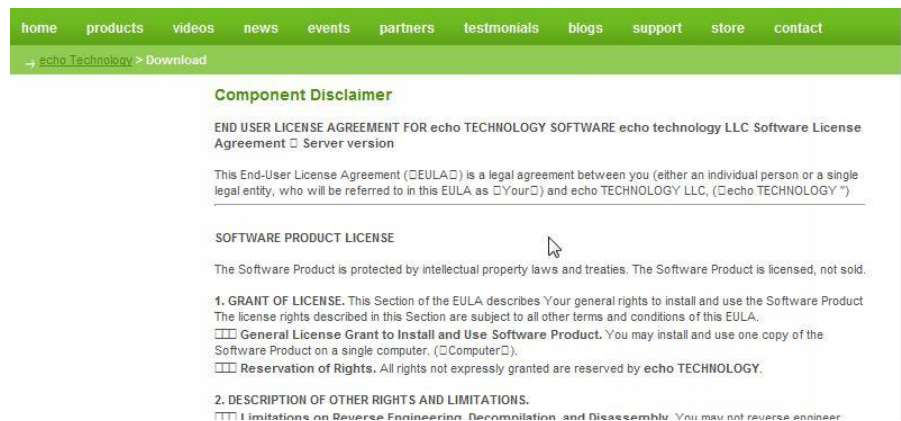 home products videos news events partners testmonials blogs support store contact
→ echo Technology > Download
Component Disclaimer
END USER LICENSE AGREEMENT FOR echo TECHNOLOGY SOFTWARE echo technology LLC Software License
Agreement □ Server version
This End-User License Agreement (□EULA□) is a legal agreement between you (either an individual person or a single
legal entity, who will be referred to in this EULA as □Your□) and echo TECHNOLOGY LLC, (□echo TECHNOLOGY ")
SOFTWARE PRODUCT LICENSE
The Software Product is protected by intellectual property laws and treaties. The Software Product is licensed, not sold.
1. GRANT OF LICENSE. This Section of the EULA describes Your general rights to install and use the Software Product
The license rights described in this Section are subject to all other terms and conditions of this EULA.
□□□ General License Grant to Install and Use Software Product. You may install and use one copy of the
Software Product on a single computer. (□Computer□).
□□□ Reservation of Rights. All rights not expressly granted are reserved by echo TECHNOLOGY.
2. DESCRIPTION OF OTHER RIGHTS AND LIMITATIONS.
□□□ Limitations on Reverse Engineering, Decompilation, and Disassembly. You may not reverse engineer,